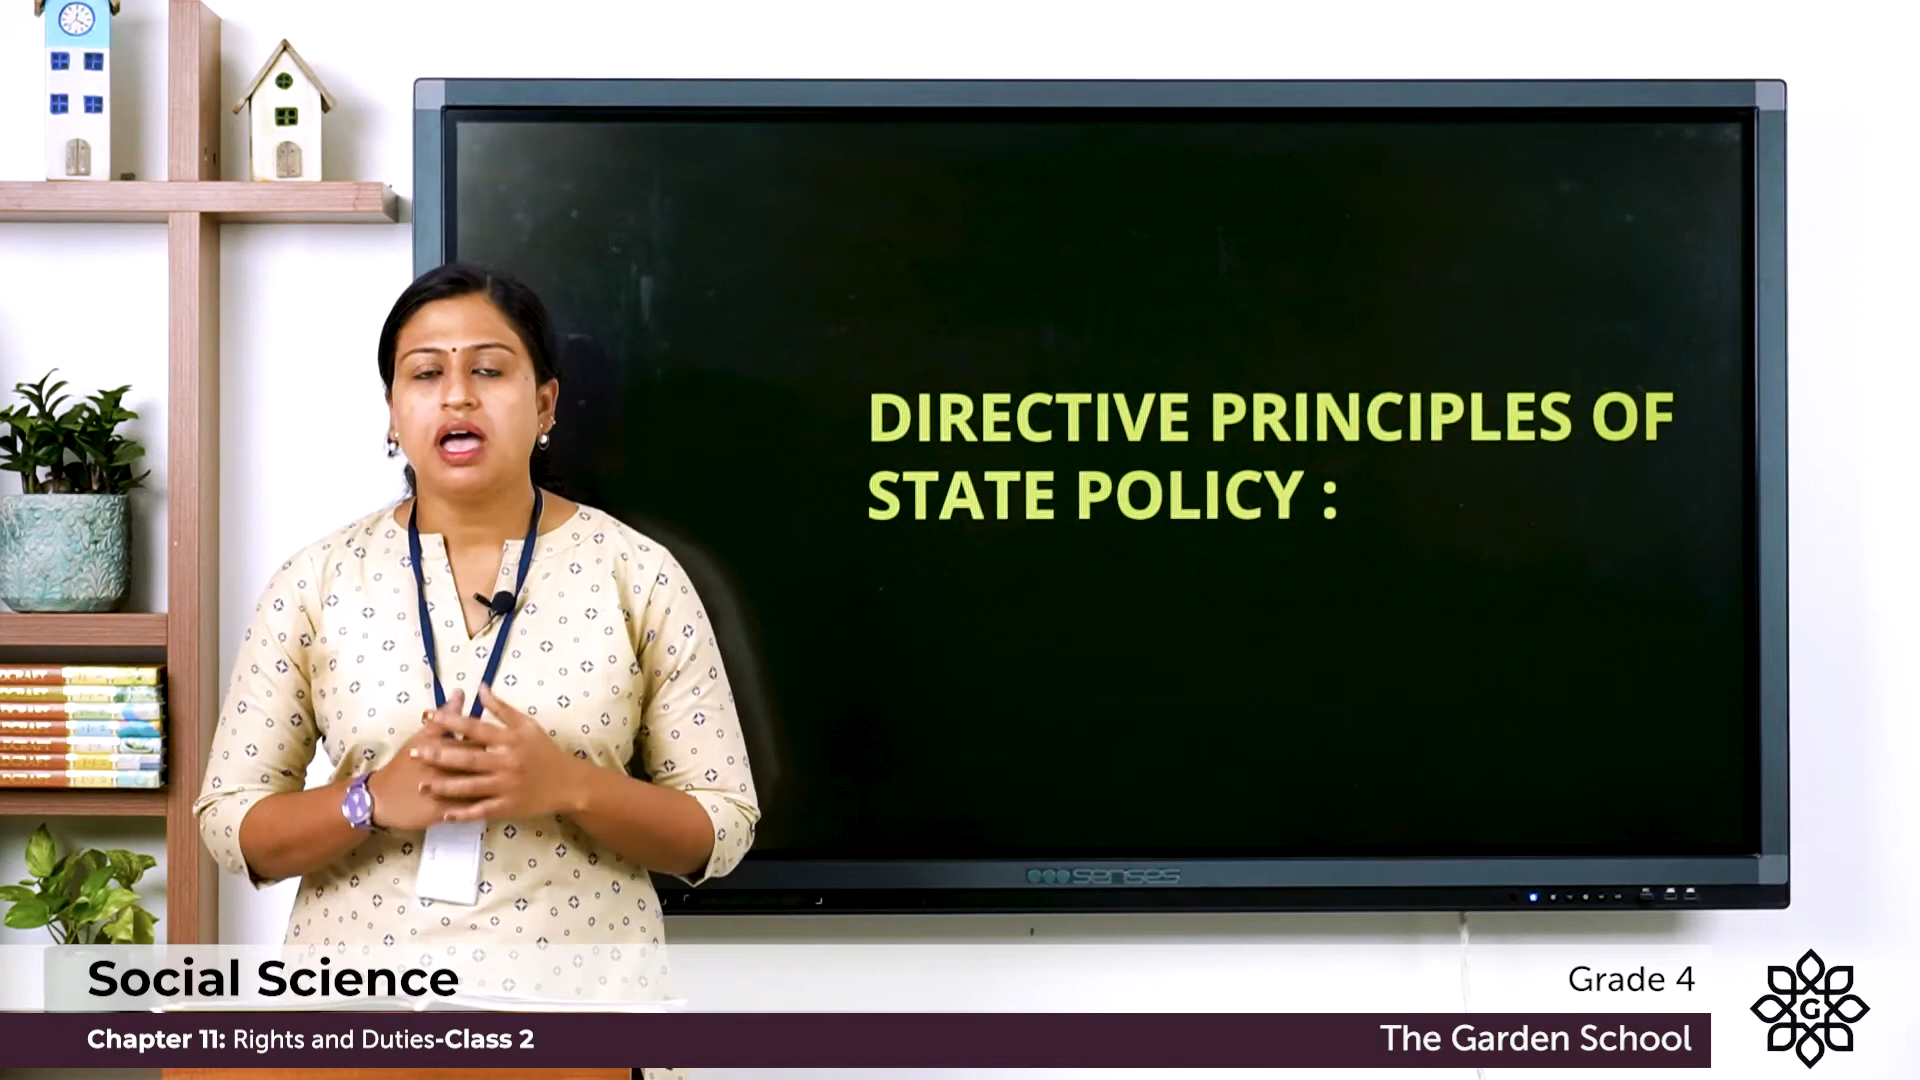 DIRECTIVE PRINCIPLES OF
STATE POLICY :
senses
Social Science
Grade 4
Chapter 11: Rights and Duties-Class 2
The Garden School
G